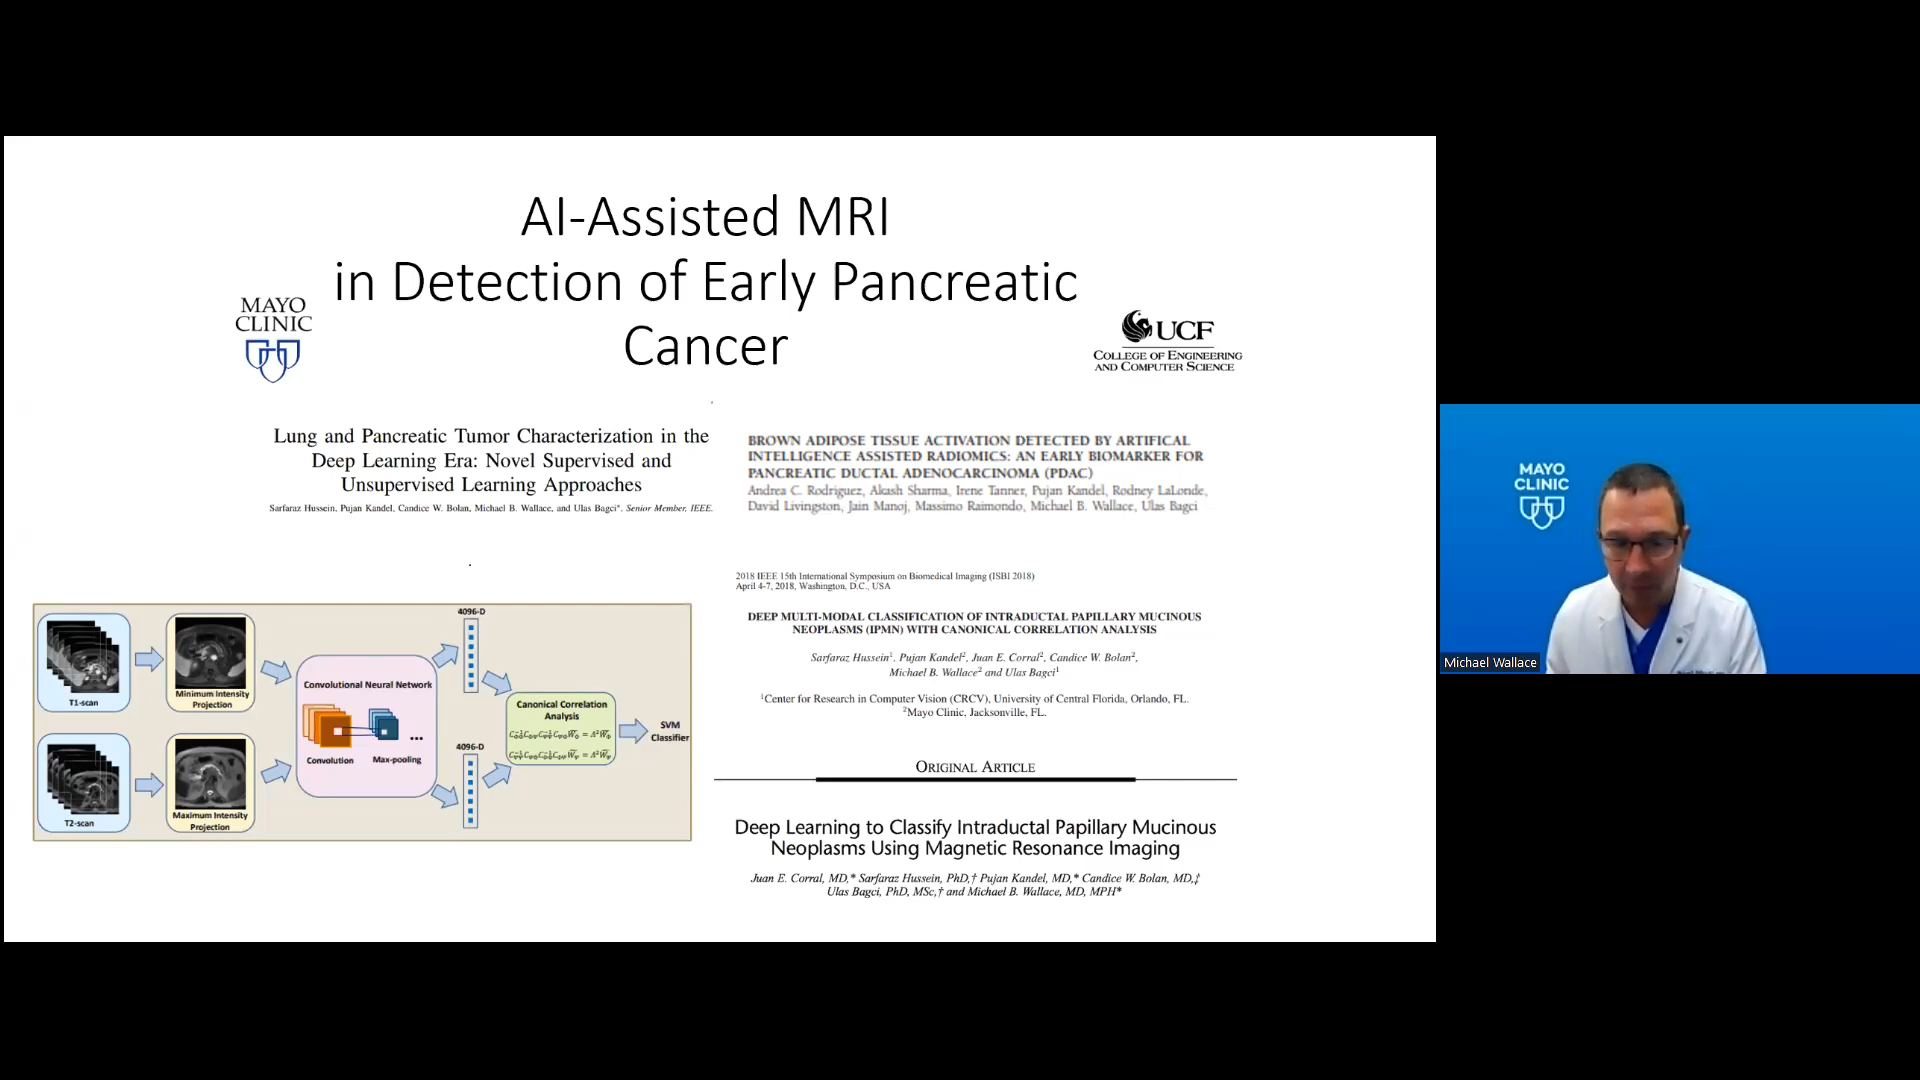 AI-Assisted MRI
in Detection of Early Pancreatic
Cancer
MAYO
CLINIC
UCF
COLLEGE OF ENGINEERING
AND COMPUTER SCIENCE
Lung and Pancreatic Tumor Characterization in the
Deep Learning Era: Novel Supervised and
Unsupervised Learning Approaches
Sarfaraz Hussein, Pujan Kandel, Candice W. Bolan, Michael B. Wallace, and Ulas Bagci*, Senior Member, IEEE.
BROWN ADIPOSE TISSUE ACTIVATION DETECTED BY ARTIFICAL
INTELLIGENCE ASSISTED RADIOMICS: AN EARLY BIOMARKER FOR
PANCREATIC DUCTAL ADENOCARCINOMA (PDAC)
Andrea C. Rodriguez, Akash Sharma, Irene Tanner, Pujan Kandel, Rodney LaLonde,
David Livingston, Jain Manoj, Massimo Raimondo, Michael B. Wallace, Ulas Bagci
2018 IEEE 15th International Symposium on Biomedical Imaging (ISBI 2018)
April 4-7, 2018, Washington, D.C., USA
DEEP MULTI-MODAL CLASSIFICATION OF INTRADUCTAL PAPILLARY MUCINOUS
NEOPLASMS (IPMN) WITH CANONICAL CORRELATION ANALYSIS
Sarfaraz Hussein1, Pujan Kandel2, Juan E. Corral2, Candice W. Bolan2,
Michael B. Wallace2 and Ulas Bagci1
1Center for Research in Computer Vision (CRCV), University of Central Florida, Orlando, FL.
2Mayo Clinic, Jacksonville, FL.
ORIGINAL ARTICLE
Deep Learning to Classify Intraductal Papillary Mucinous
Neoplasms Using Magnetic Resonance Imaging
Juan E. Corral, MD,* Sarfaraz Hussein, PhD,† Pujan Kandel, MD,* Candice W. Bolan, MD,‡
Ulas Bagci, PhD, MSc,† and Michael B. Wallace, MD, MPH*
T1-scan
Minimum Intensity
Projection
T2-scan
Maximum Intensity
Projection
Convolutional Neural Network
...
Convolution
Max-pooling
4096-D
4096-D
Canonical Correlation
Analysis
SVM
Classifier
MAYO
CLINIC
Michael Wallace